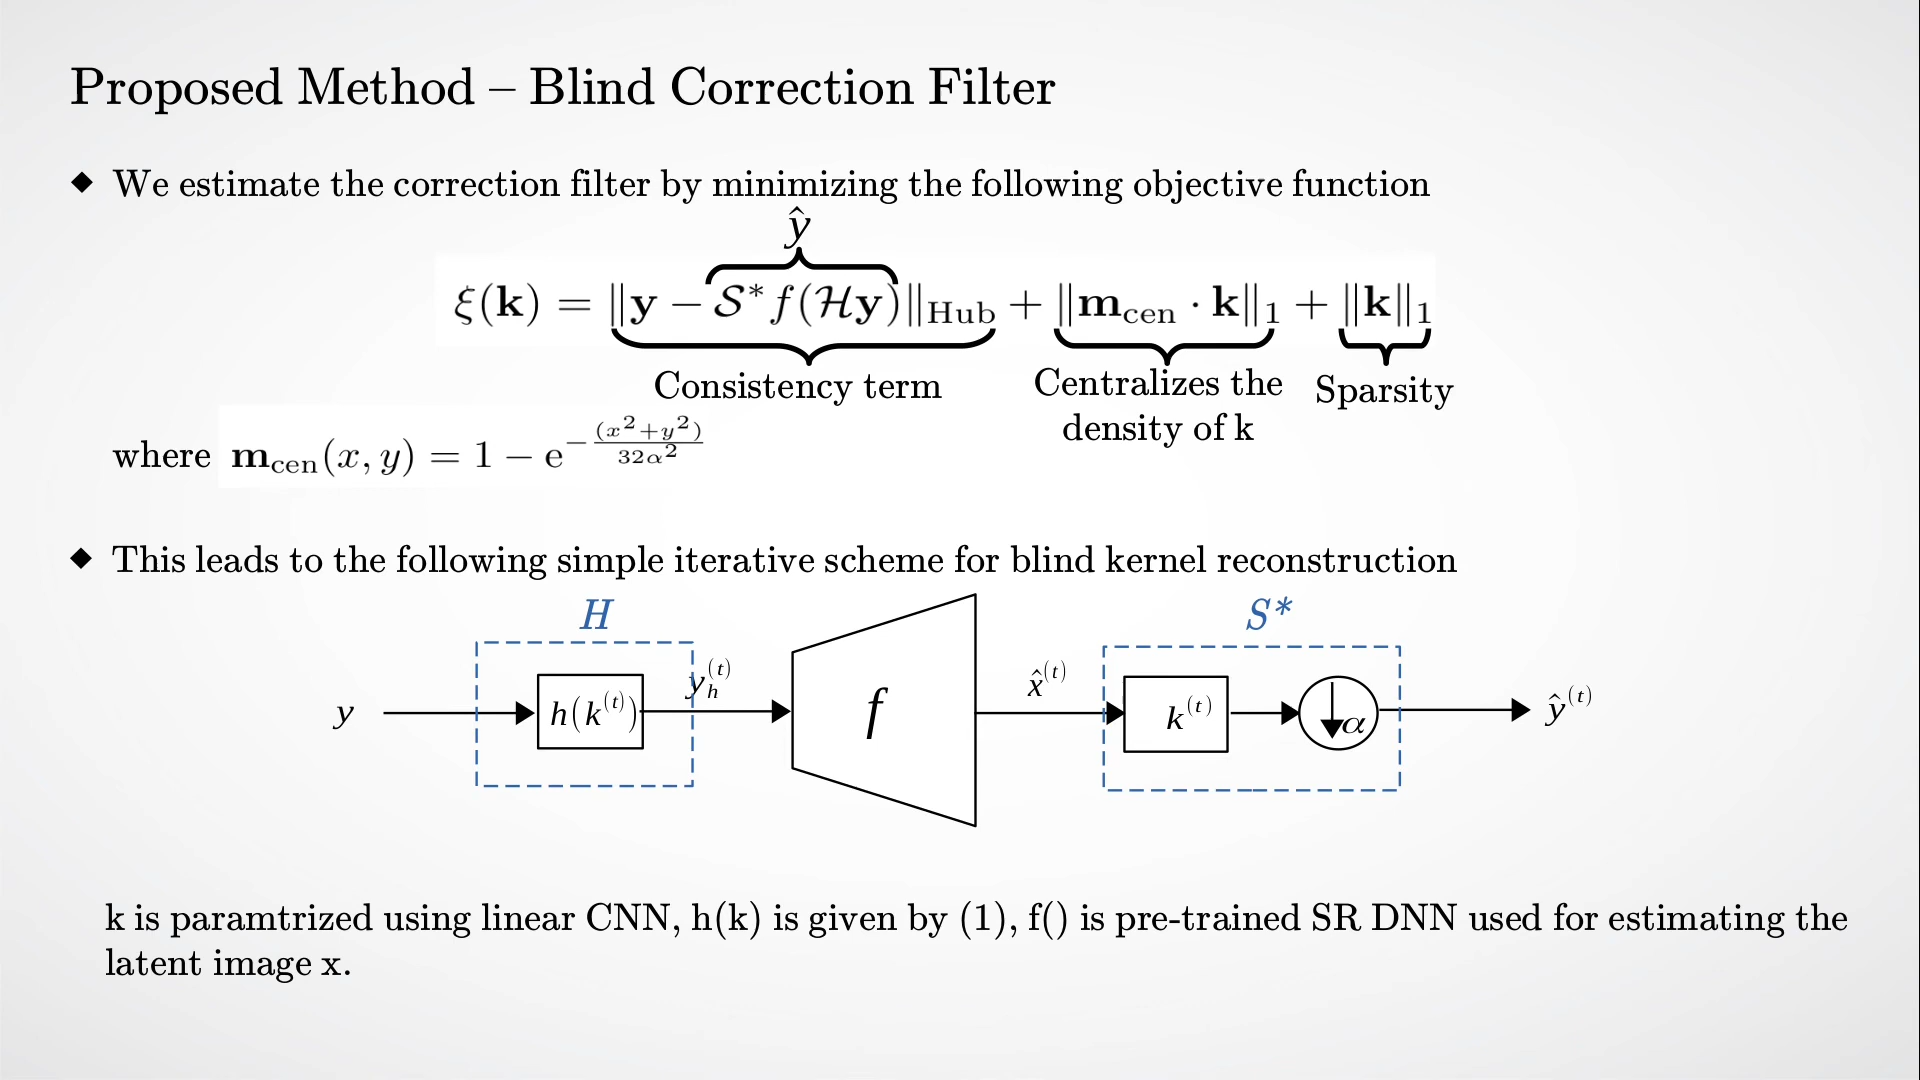 Proposed Method – Blind Correction Filter
◆ We estimate the correction filter by minimizing the following objective function
ŷ
ξ(k) = ‖y − S* f(Hy)‖Hub + ‖mcen · k‖₁ + ‖k‖₁
Consistency term
Centralizes the
density of k
Sparsity
where mcen(x, y) = 1 − e^−(x²+y²)/32α²
◆ This leads to the following simple iterative scheme for blind kernel reconstruction
H
S*
y
h(k⁽ᵗ⁾)
yₕ⁽ᵗ⁾
f
x̂⁽ᵗ⁾
k⁽ᵗ⁾
↓α
ŷ⁽ᵗ⁾
k is paramtrized using linear CNN, h(k) is given by (1), f() is pre-trained SR DNN used for estimating the
latent image x.